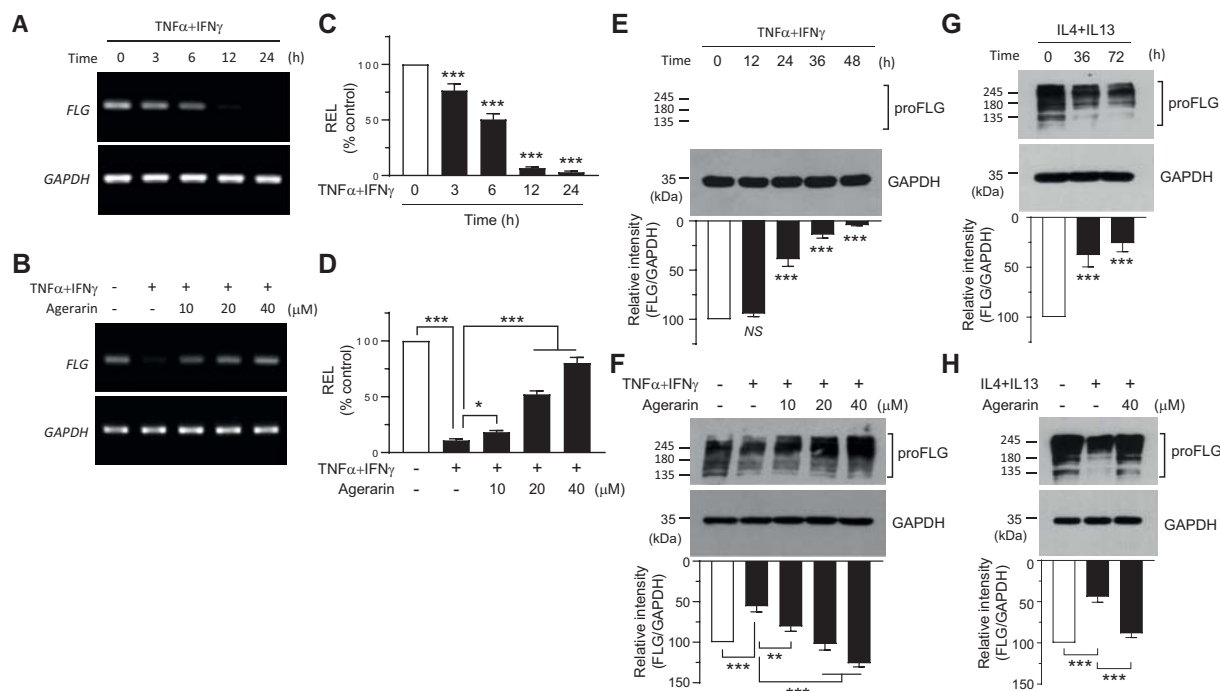 A
TNFα+IFNγ
Time 0 3 6 12 24 (h)
FLG
GAPDH
B
TNFα+IFNγ - + + + +
Agerarin - - 10 20 40 (μM)
FLG
GAPDH
C
REL
(% control)
100
50
0
*** *** *** ***
TNFα+IFNγ 0 3 6 12 24
Time (h)
D
REL
(% control)
100
50
0
*** ***
*
TNFα+IFNγ - + + + +
Agerarin - - 10 20 40 (μM)
E
TNFα+IFNγ
Time 0 12 24 36 48 (h)
245
180
135
proFLG
35
(kDa)
GAPDH
Relative intensity
(FLG/GAPDH)
0
50
100
NS *** *** ***
F
TNFα+IFNγ - + + + +
Agerarin - - 10 20 40 (μM)
245
180
135
proFLG
35
(kDa)
GAPDH
Relative intensity
(FLG/GAPDH)
0
50
100
150
*** **
***
G
IL4+IL13
Time 0 36 72 (h)
245
180
135
proFLG
35
(kDa)
GAPDH
Relative intensity
(FLG/GAPDH)
0
50
100
*** ***
H
IL4+IL13 - + +
Agerarin - - 40 (μM)
245
180
135
proFLG
35
(kDa)
GAPDH
Relative intensity
(FLG/GAPDH)
0
50
100
150
***
***